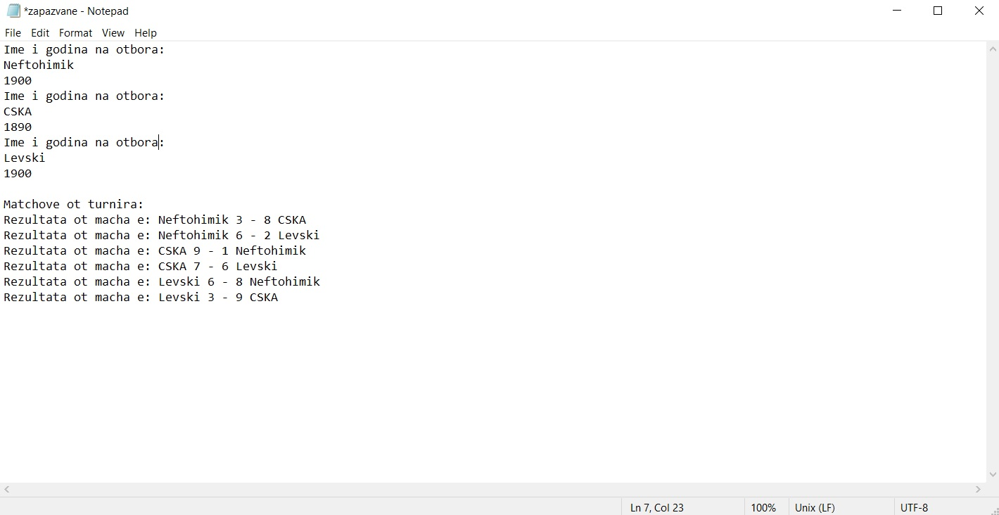 *zapazvane - Notepad
File Edit Format View Help
Ime i godina na otbora:
Neftohimik
1900
Ime i godina na otbora:
CSKA
1890
Ime i godina na otbora:
Levski
1900
Matchove ot turnira:
Rezultata ot macha e: Neftohimik 3 - 8 CSKA
Rezultata ot macha e: Neftohimik 6 - 2 Levski
Rezultata ot macha e: CSKA 9 - 1 Neftohimik
Rezultata ot macha e: CSKA 7 - 6 Levski
Rezultata ot macha e: Levski 6 - 8 Neftohimik
Rezultata ot macha e: Levski 3 - 9 CSKA
Ln 7, Col 23 100% Unix (LF) UTF-8